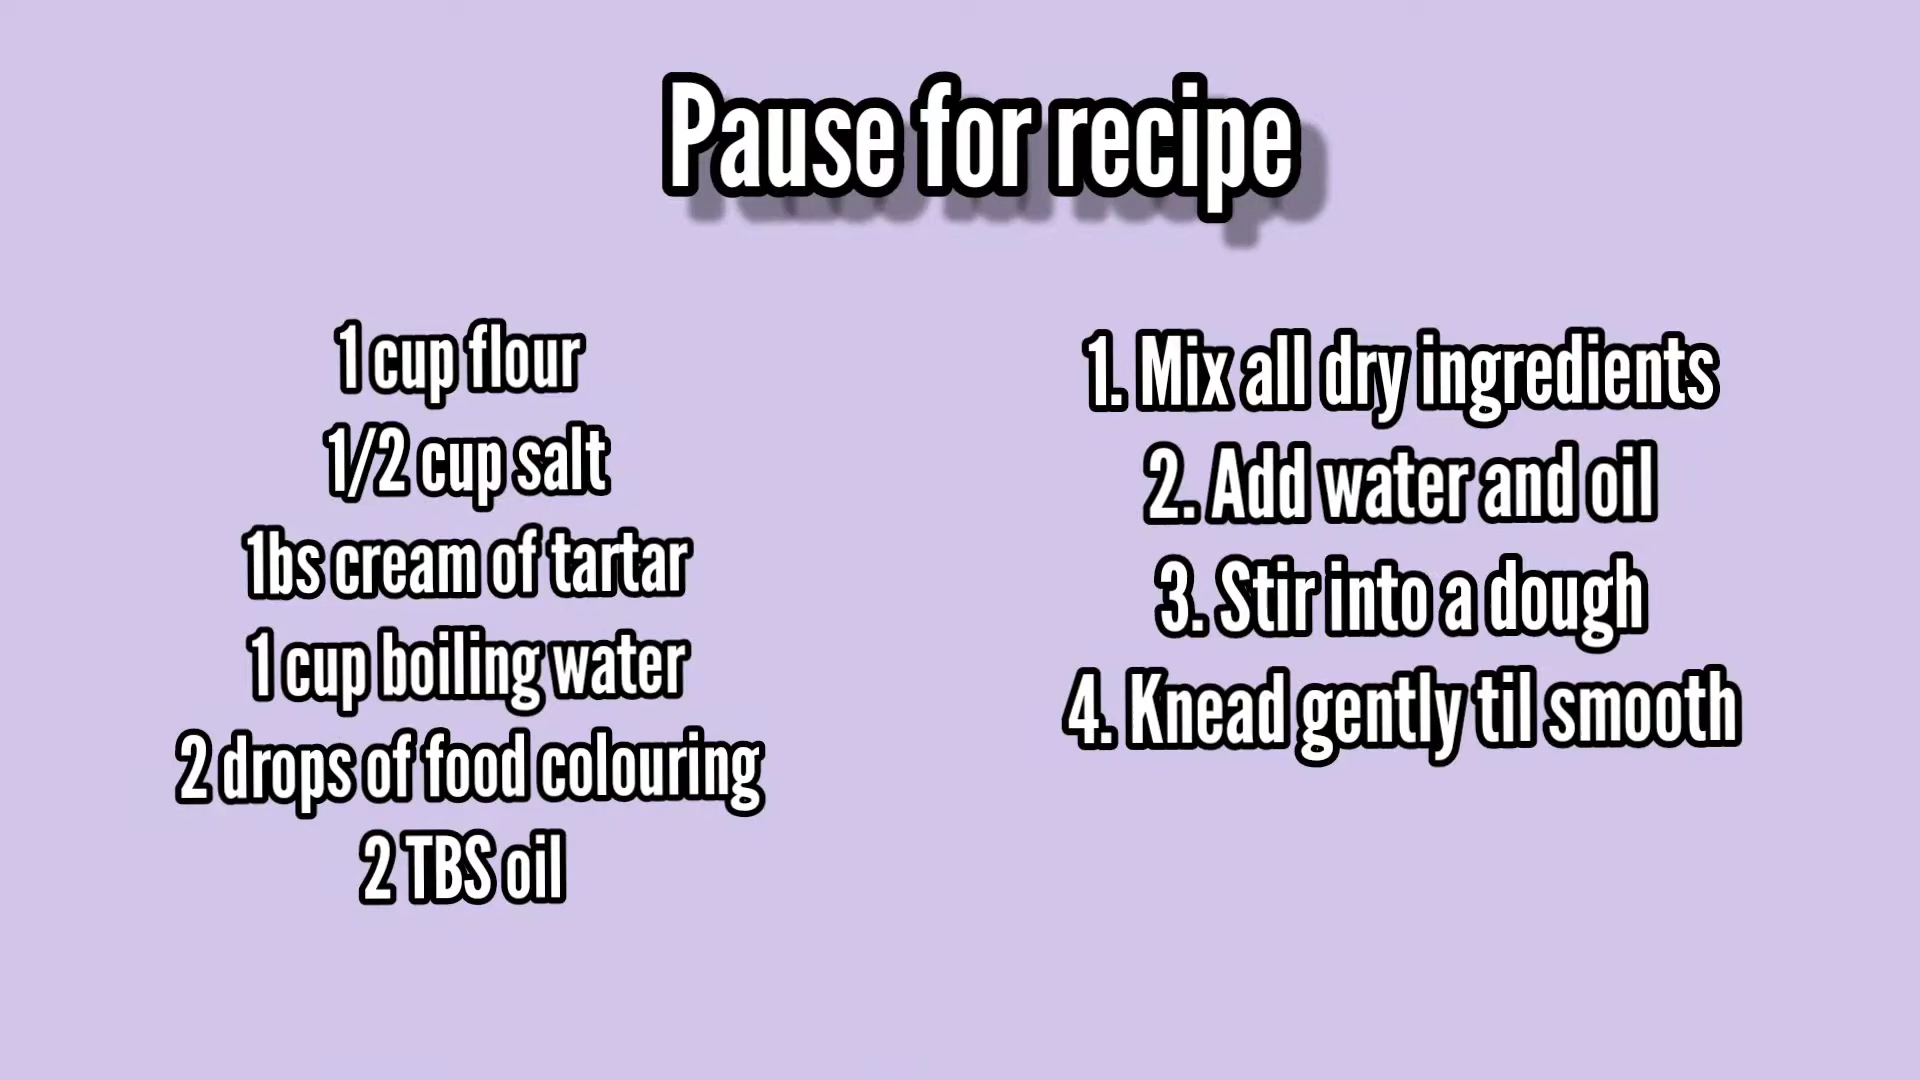 Pause for recipe
1 cup flour
1/2 cup salt
1bs cream of tartar
1 cup boiling water
2 drops of food colouring
2 TBS oil
1. Mix all dry ingredients
2. Add water and oil
3. Stir into a dough
4. Knead gently til smooth